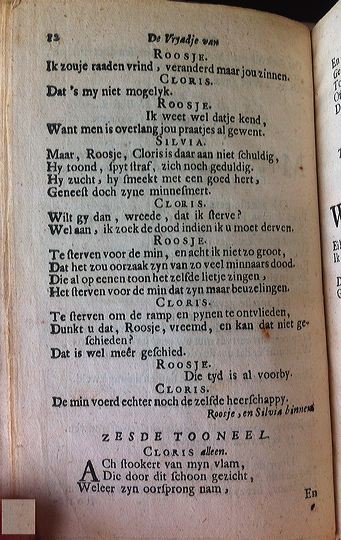 82 De Vryadje van
ROOSJE.
Ik zouje raaden vrind, veranderd maar jou zinnen.
CLORIS.
Dat 's my niet mogelyk.
ROOSJE.
Ik weet wel datje kend,
Want men is overlang jou praatjes al gewent.
SILVIA.
Maar, Roosje, Cloris is daar aan niet schuldig,
Hy toond, spyt straf, zich noch geduldig.
Hy zucht, hy smeekt met een goed hert,
Geneest doch zyne minnesmert.
CLORIS.
Wilt gy dan, wreede, dat ik sterve?
Wel aan, ik zoek de dood indien ik u moet derven.
ROOSJE.
Te sterven voor de min, en acht ik niet zo groot,
Dat het zou oorzaak zyn van zo veel minnaars dood.
Die al op eenen toon het zelfde lietje zingen,
Het sterven voor de min dat zyn maar beuzelingen.
CLORIS.
Te sterven om de ramp en pynen te ontvlieden,
Dunkt u dat, Roosje, vreemd, en kan dat niet ge-
schieden?
Dat is wel meêr geschied.
ROOSJE.
Die tyd is al voorby.
CLORIS.
De min voerd echter noch de zelfde heerschappy.
Roosje, en Silvia binnen
ZESDE TOONEEL.
CLORIS alleen.
ACh stookert van myn vlam,
Die door dit schoon gezicht,
Weleer zyn oorsprong nam,
En